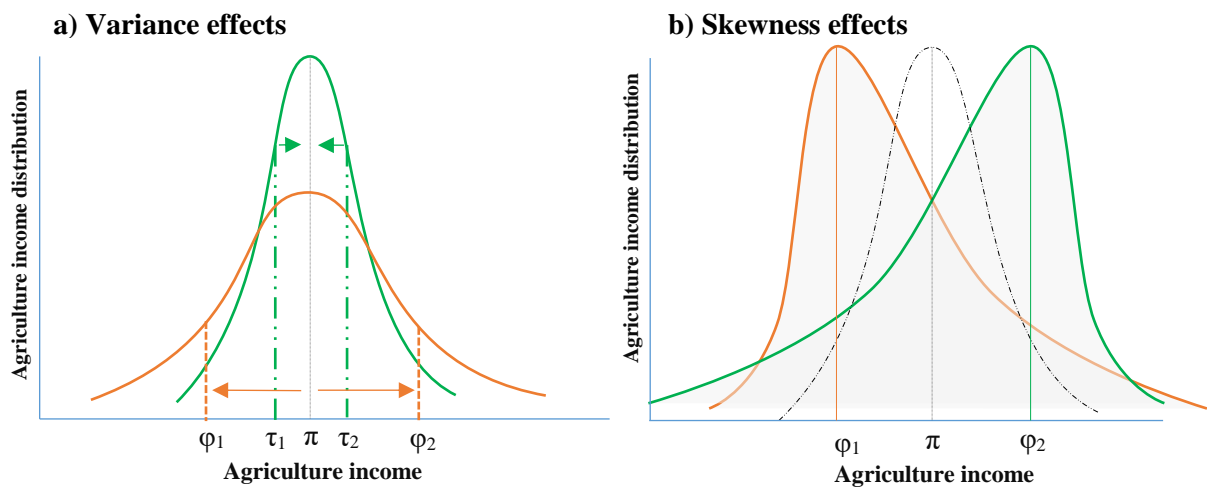 a) Variance effects
Agriculture income distribution
φ1 τ1 π τ2 φ2
Agriculture income
b) Skewness effects
Agriculture income distribution
φ1 π φ2
Agriculture income